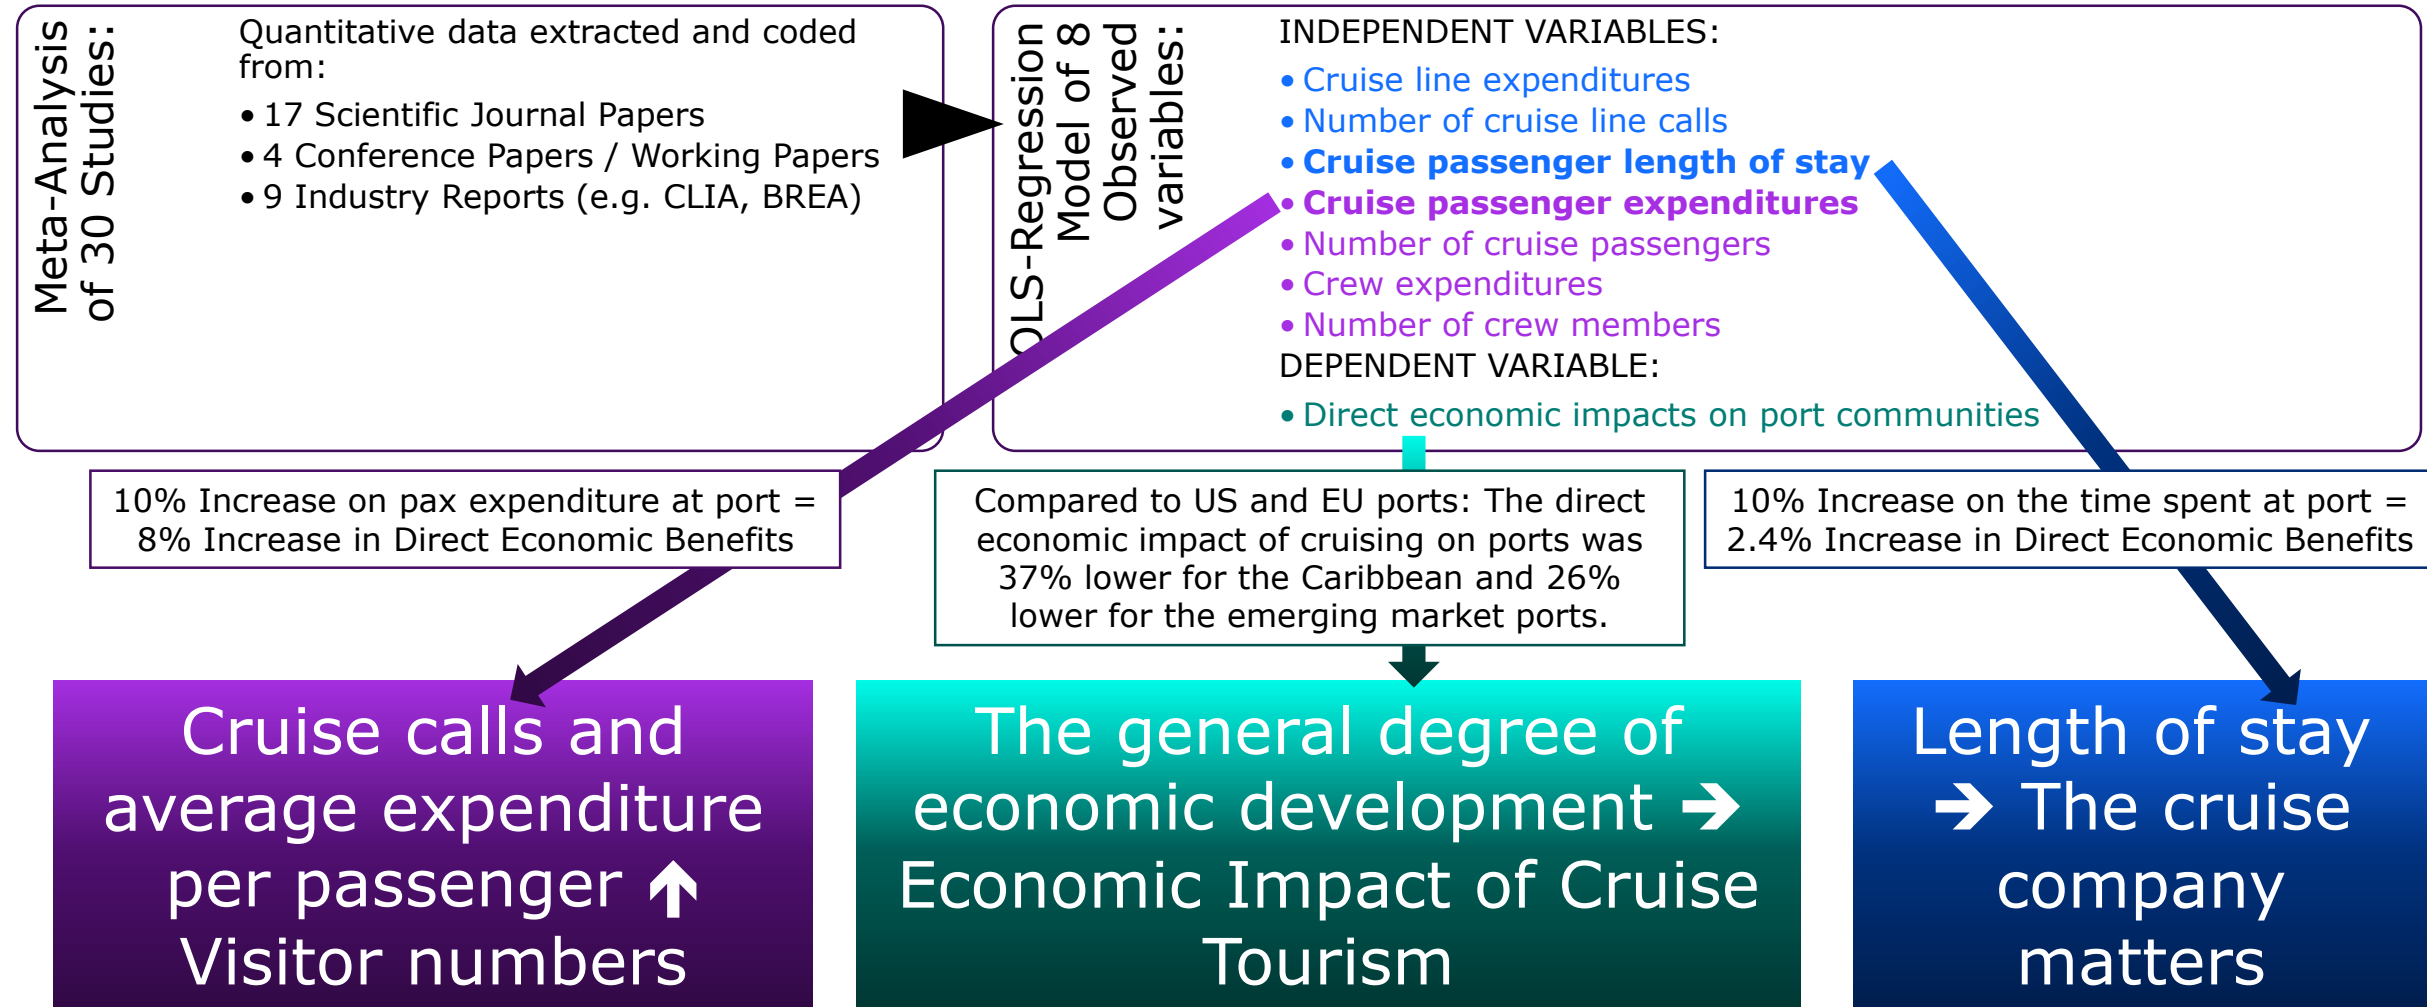 Meta-Analysis
of 30 Studies:
Quantitative data extracted and coded
from:
• 17 Scientific Journal Papers
• 4 Conference Papers / Working Papers
• 9 Industry Reports (e.g. CLIA, BREA)
OLS-Regression
Model of 8
Observed
variables:
INDEPENDENT VARIABLES:
• Cruise line expenditures
• Number of cruise line calls
• Cruise passenger length of stay
• Cruise passenger expenditures
• Number of cruise passengers
• Crew expenditures
• Number of crew members
DEPENDENT VARIABLE:
• Direct economic impacts on port communities
10% Increase on pax expenditure at port =
8% Increase in Direct Economic Benefits
Compared to US and EU ports: The direct
economic impact of cruising on ports was
37% lower for the Caribbean and 26%
lower for the emerging market ports.
10% Increase on the time spent at port =
2.4% Increase in Direct Economic Benefits
Cruise calls and
average expenditure
per passenger 🡹
Visitor numbers
The general degree of
economic development ➔
Economic Impact of Cruise
Tourism
Length of stay
➔ The cruise
company
matters